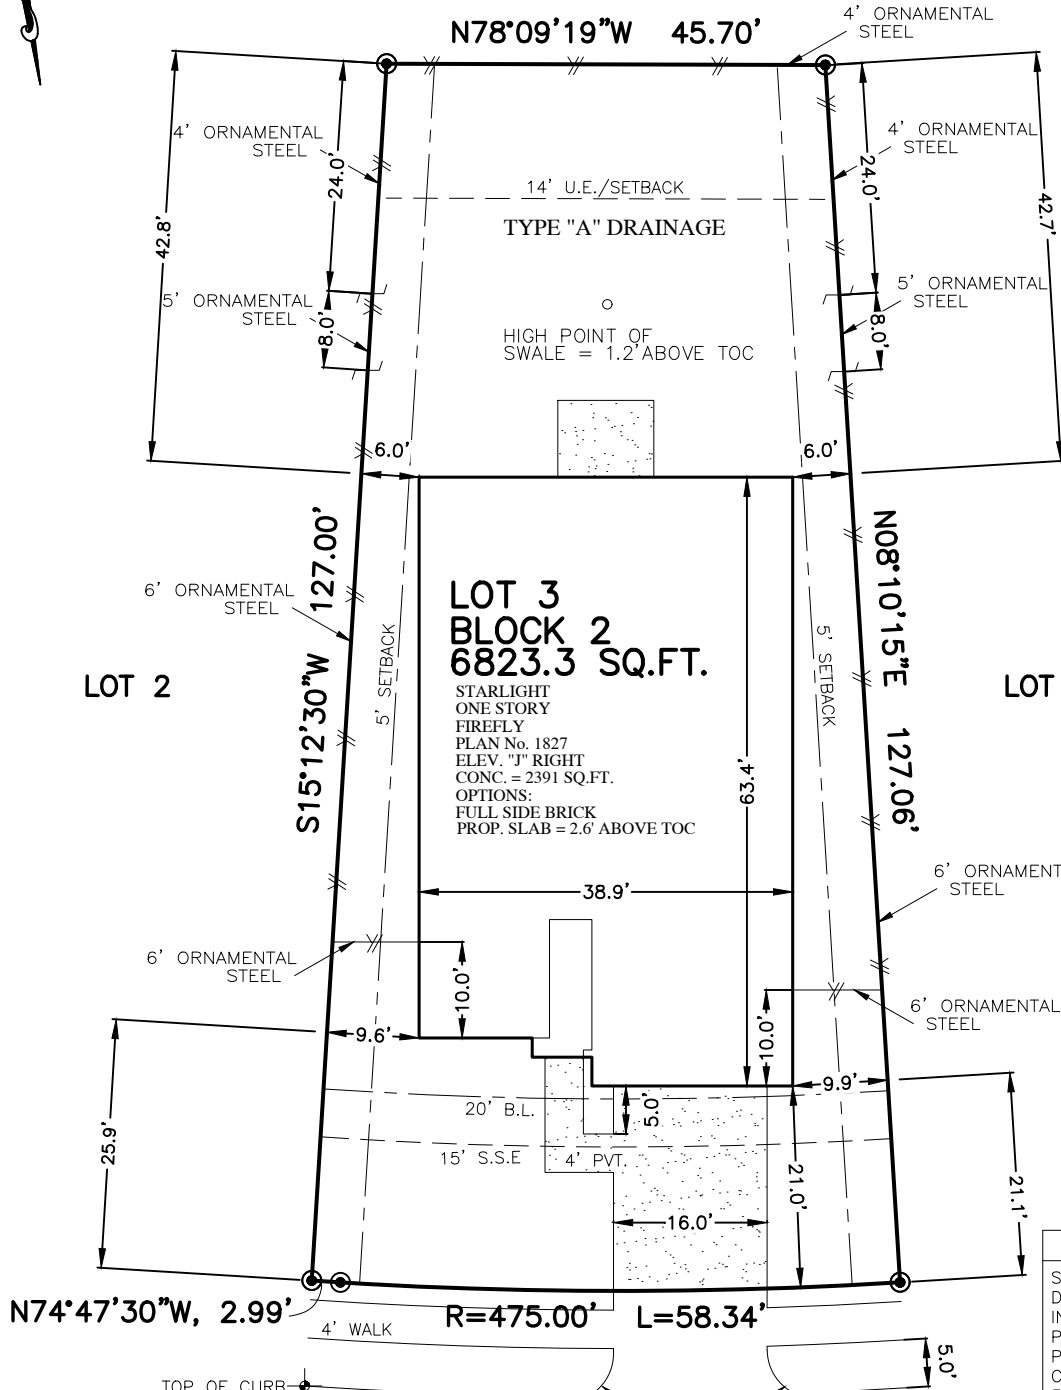 N78°09'19"W 45.70'
4' ORNAMENTAL
STEEL
4' ORNAMENTAL
STEEL
4' ORNAMENTAL
STEEL
24.0'
24.0'
42.8'
42.7'
14' U.E./SETBACK
TYPE "A" DRAINAGE
5' ORNAMENTAL
STEEL
5' ORNAMENTAL
STEEL
8.0'
8.0'
HIGH POINT OF
SWALE = 1.2' ABOVE TOC
6.0'
6.0'
S15°12'30"W 127.00'
N08°10'15"E 127.06'
6' ORNAMENTAL
STEEL
LOT 3
BLOCK 2
6823.3 SQ.FT.
STARLIGHT
ONE STORY
FIREFLY
PLAN No. 1827
ELEV. "J" RIGHT
CONC. = 2391 SQ.FT.
OPTIONS:
FULL SIDE BRICK
PROP. SLAB = 2.6' ABOVE TOC
5' SETBACK
5' SETBACK
LOT 2
LOT
63.4'
38.9'
6' ORNAMENT
STEEL
6' ORNAMENTAL
STEEL
10.0'
10.0'
6' ORNAMENTAL
STEEL
9.6'
9.9'
20' B.L.
5.0'
15' S.S.E
4' PVT.
25.9'
21.0'
21.1'
16.0'
N74°47'30"W, 2.99'
R=475.00' L=58.34'
4' WALK
5.0'
TOP OF CURB
S
D
IN
P
P